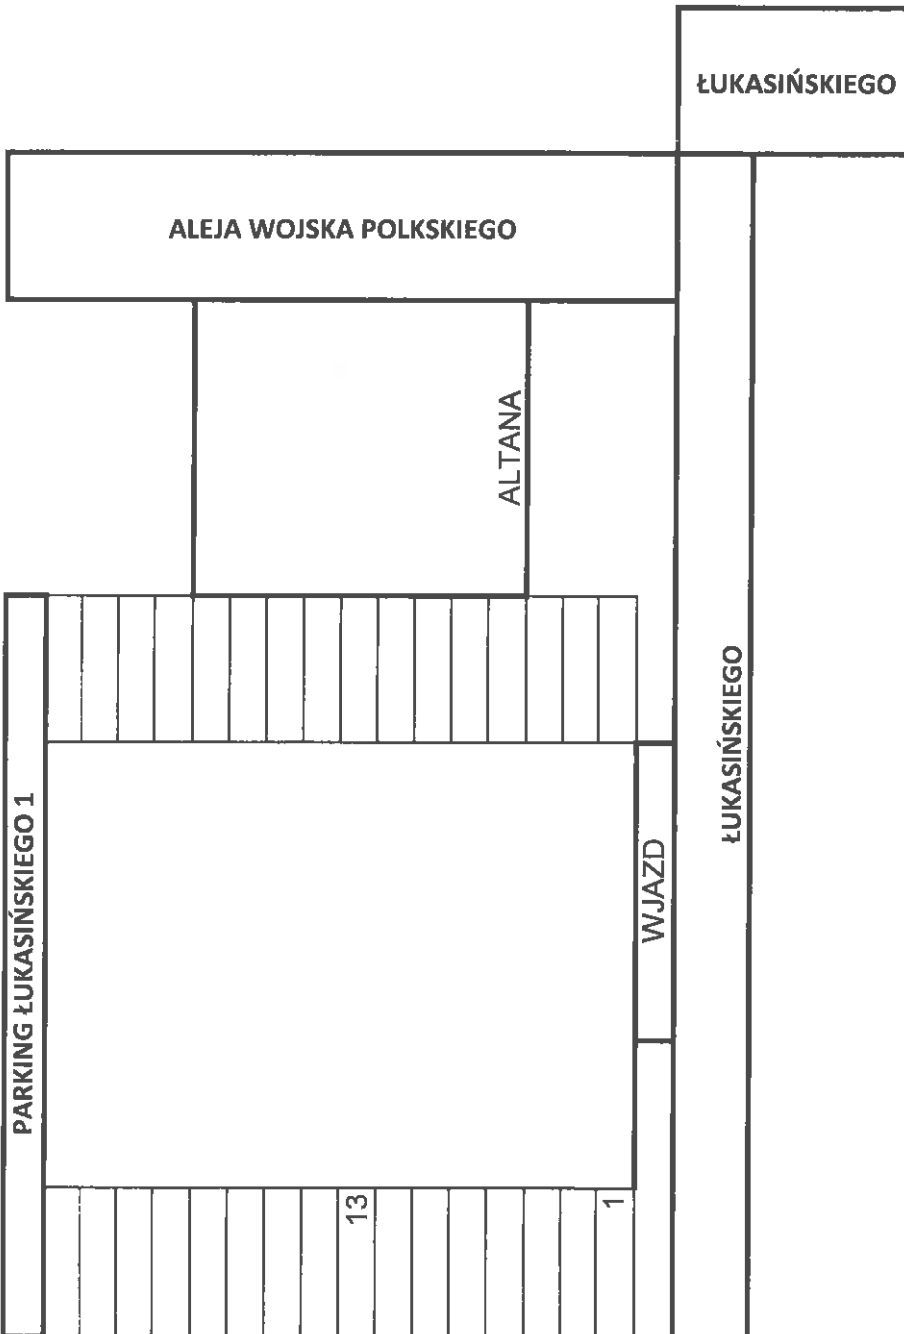 ŁUKASIŃSKIEGO
ALEJA WOJSKA POLKSKIEGO
ALTANA
ŁUKASIŃSKIEGO
PARKING ŁUKASIŃSKIEGO 1
WJAZD
13
1